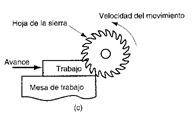 Velocidad del movimiento
Hoja de la sierra
Avance
Trabajo
Mesa de trabajo
(c)